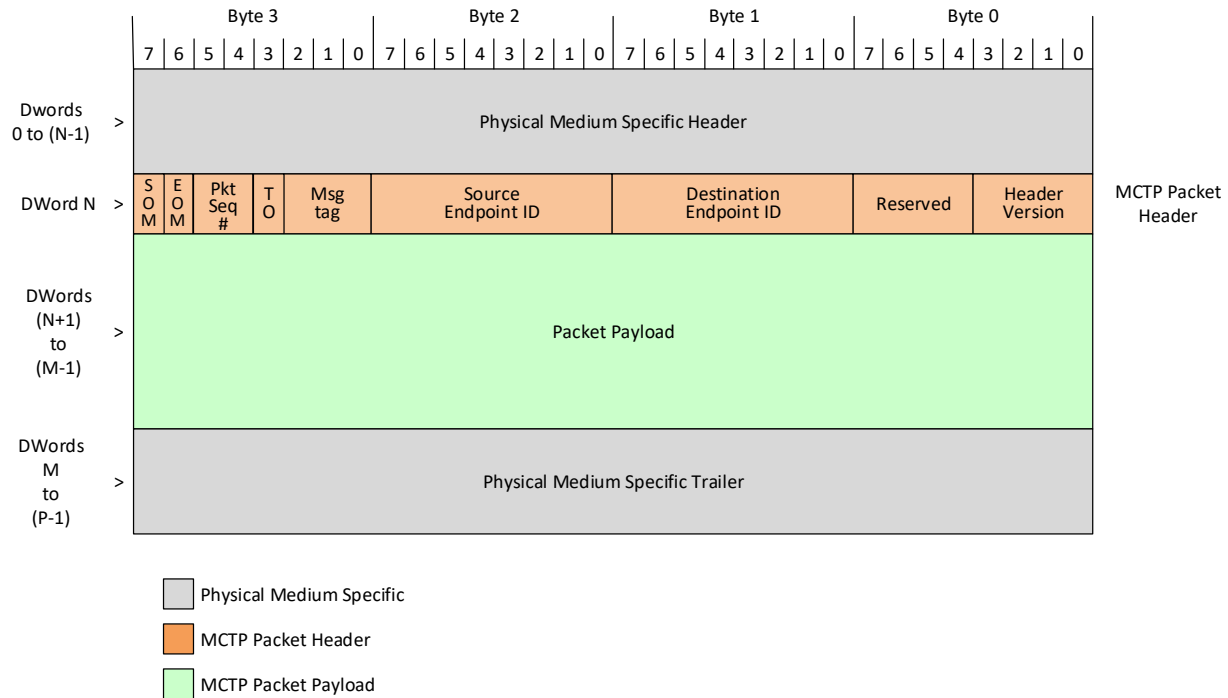 Byte 3 Byte 2 Byte 1 Byte 0
7 6 5 4 3 2 1 0 7 6 5 4 3 2 1 0 7 6 5 4 3 2 1 0 7 6 5 4 3 2 1 0
Dwords
0 to (N-1)
>
Physical Medium Specific Header
DWord N >
SOM
EOM
Pkt
Seq
#
TO
Msg
tag
Source
Endpoint ID
Destination
Endpoint ID
Reserved
Header
Version
MCTP Packet
Header
DWords
(N+1)
to
(M-1)
>
Packet Payload
DWords
M
to
(P-1)
>
Physical Medium Specific Trailer
Physical Medium Specific
MCTP Packet Header
MCTP Packet Payload